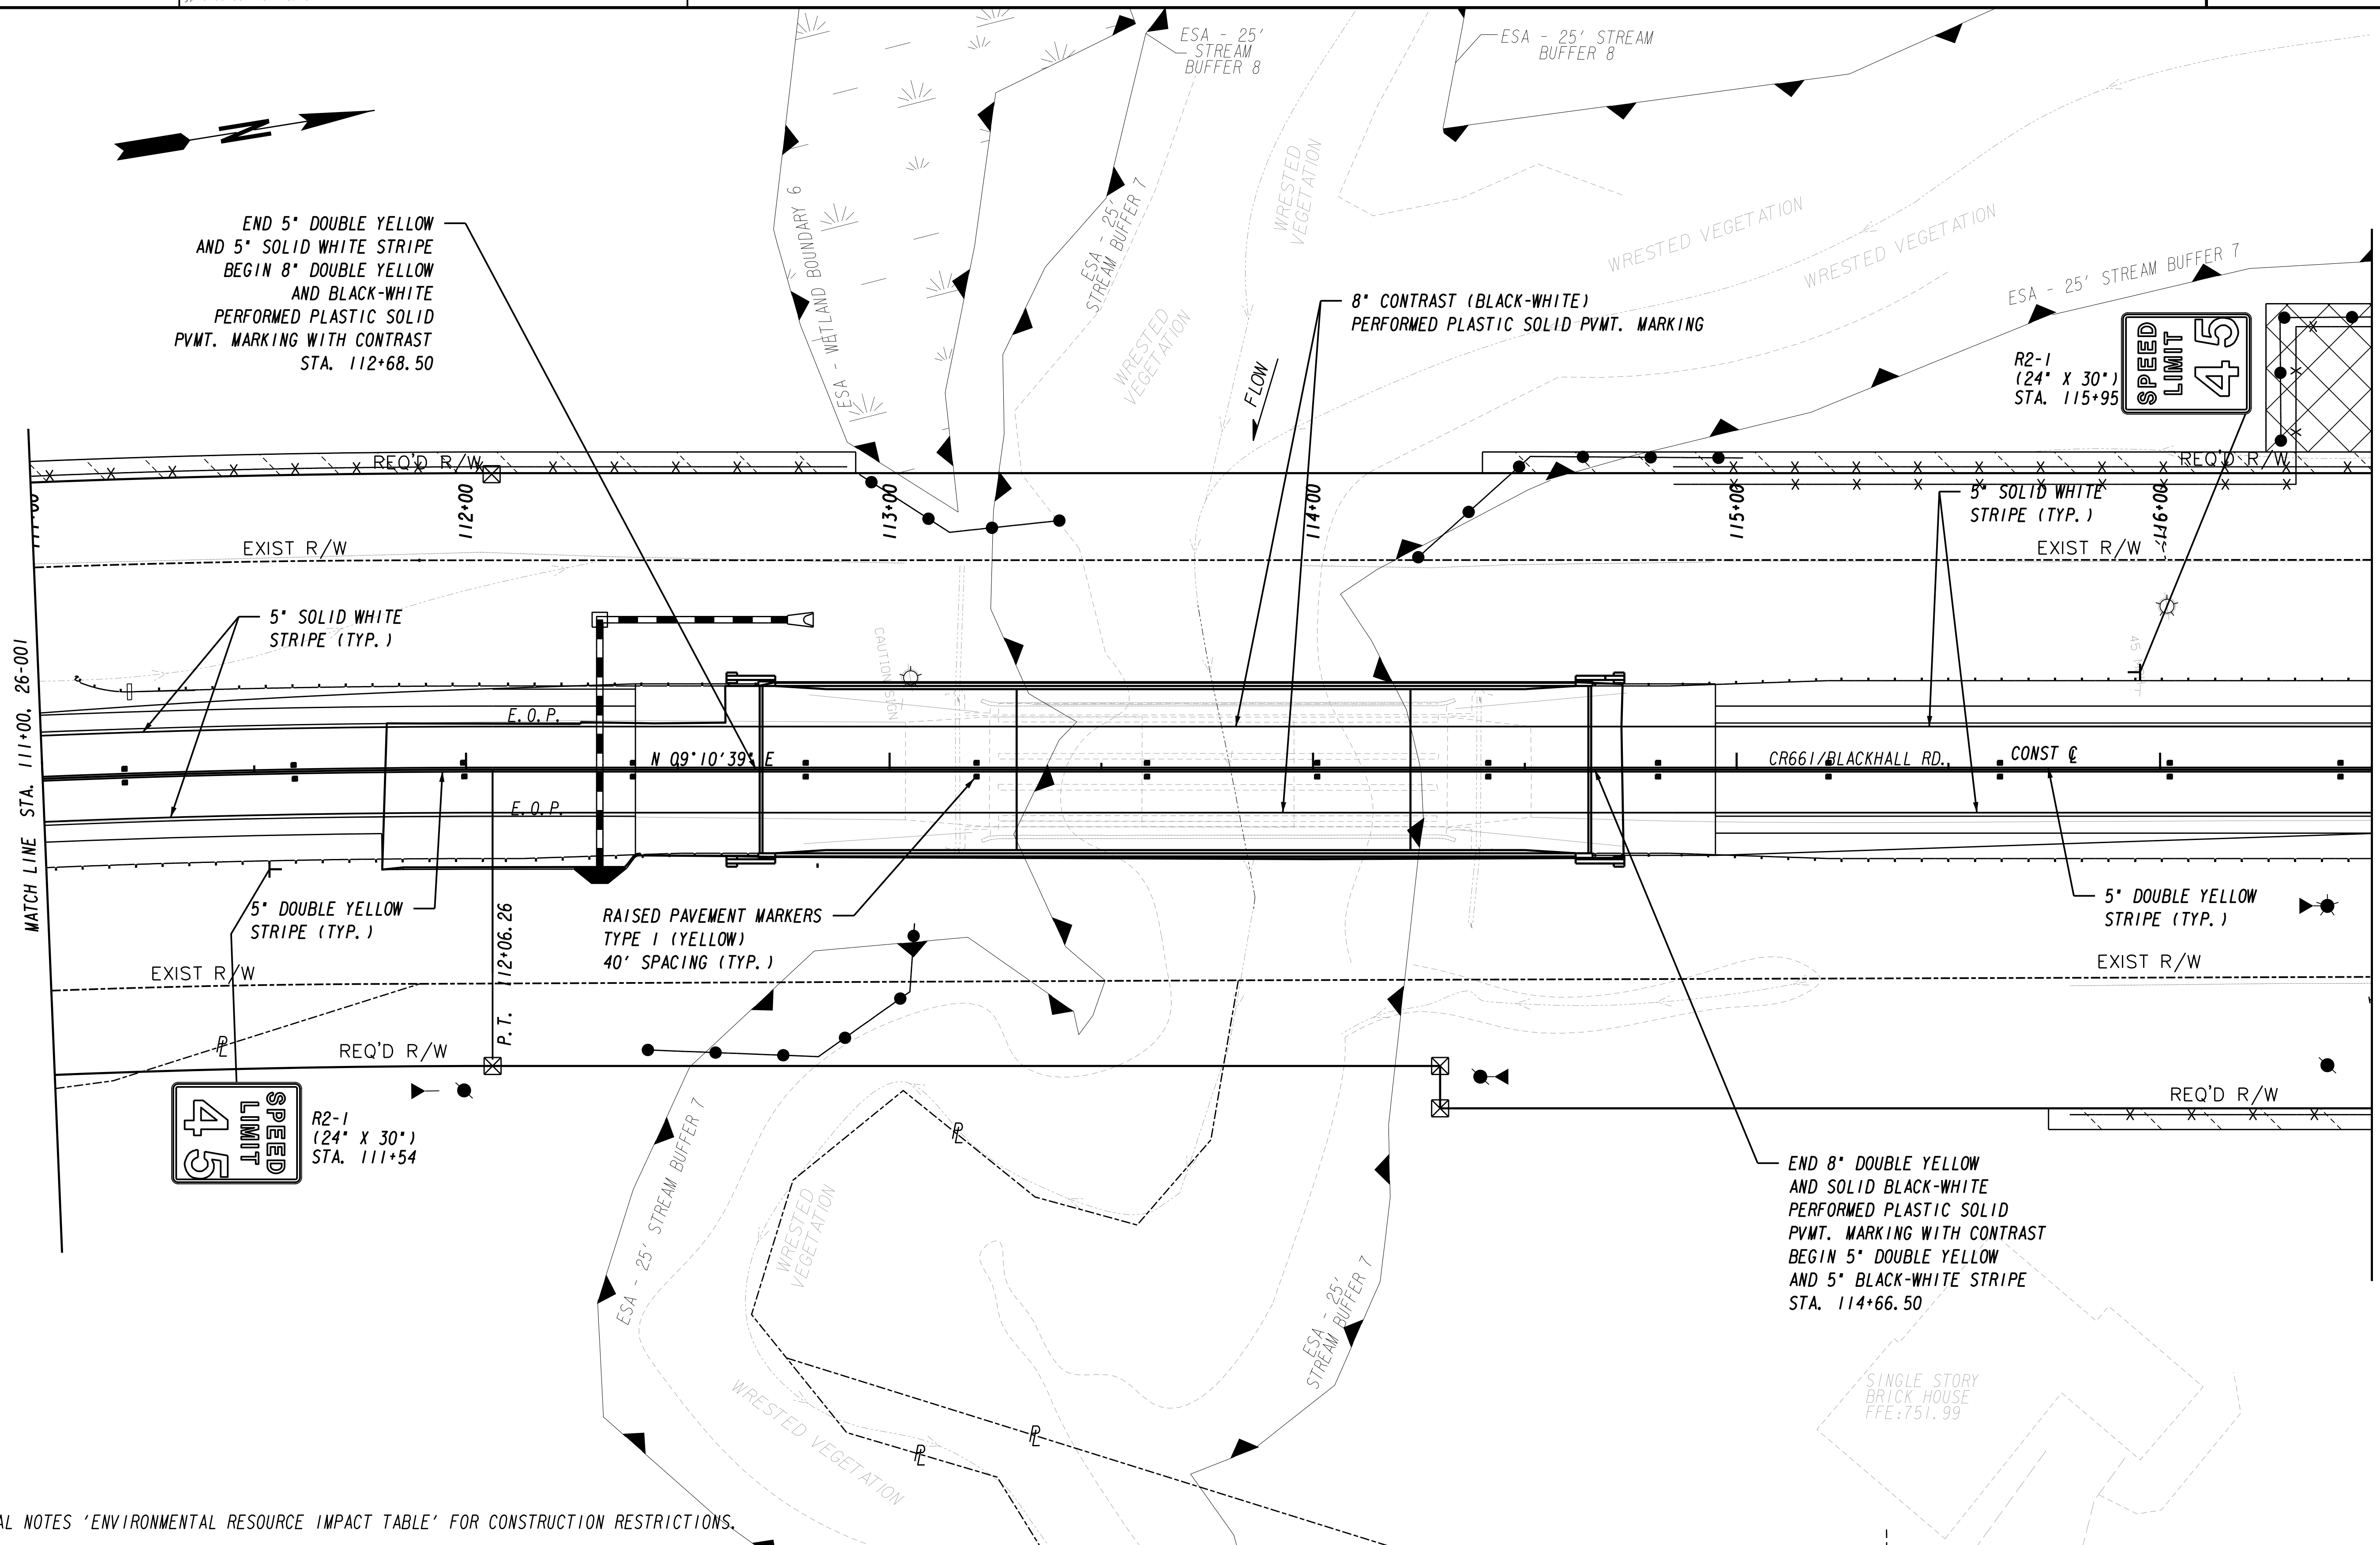 ESA - 25'
STREAM
BUFFER 8
ESA - 25' STREAM
BUFFER 8
N
WRESTED
VEGETATION
ESA - WETLAND BOUNDARY 6
ESA - 25'
STREAM BUFFER 7
WRESTED VEGETATION
WRESTED VEGETATION
ESA - 25' STREAM BUFFER 7
END 5" DOUBLE YELLOW
AND 5" SOLID WHITE STRIPE
BEGIN 8" DOUBLE YELLOW
AND BLACK-WHITE
PERFORMED PLASTIC SOLID
PVMT. MARKING WITH CONTRAST
STA. 112+68.50
WRESTED
VEGETATION
8" CONTRAST (BLACK-WHITE)
PERFORMED PLASTIC SOLID PVMT. MARKING
FLOW
R2-1
(24" X 30")
STA. 115+95
SPEED
LIMIT
45
REQ'D R/W
REQ'D R/W
112+00
113+00
114+00
115+00
116+00
5" SOLID WHITE
STRIPE (TYP.)
EXIST R/W
EXIST R/W
5" SOLID WHITE
STRIPE (TYP.)
CAUTION SIGN
MATCH LINE STA. 111+00. 26-001
E.O.P.
N 09°10'39" E
CR661/BLACKHALL RD.
CONST ℄
E.O.P.
5" DOUBLE YELLOW
STRIPE (TYP.)
P.T. 112+06.26
RAISED PAVEMENT MARKERS
TYPE 1 (YELLOW)
40' SPACING (TYP.)
5" DOUBLE YELLOW
STRIPE (TYP.)
EXIST R/W
EXIST R/W
PL
REQ'D R/W
REQ'D R/W
SPEED
LIMIT
45
R2-1
(24" X 30")
STA. 111+54
PL
ESA - 25' STREAM BUFFER 7
WRESTED
VEGETATION
END 8" DOUBLE YELLOW
AND SOLID BLACK-WHITE
PERFORMED PLASTIC SOLID
PVMT. MARKING WITH CONTRAST
BEGIN 5" DOUBLE YELLOW
AND 5" BLACK-WHITE STRIPE
STA. 114+66.50
ESA - 25'
STREAM BUFFER 7
WRESTED VEGETATION
PL
PL
SINGLE STORY
BRICK HOUSE
FFE:751.99
AL NOTES 'ENVIRONMENTAL RESOURCE IMPACT TABLE' FOR CONSTRUCTION RESTRICTIONS.